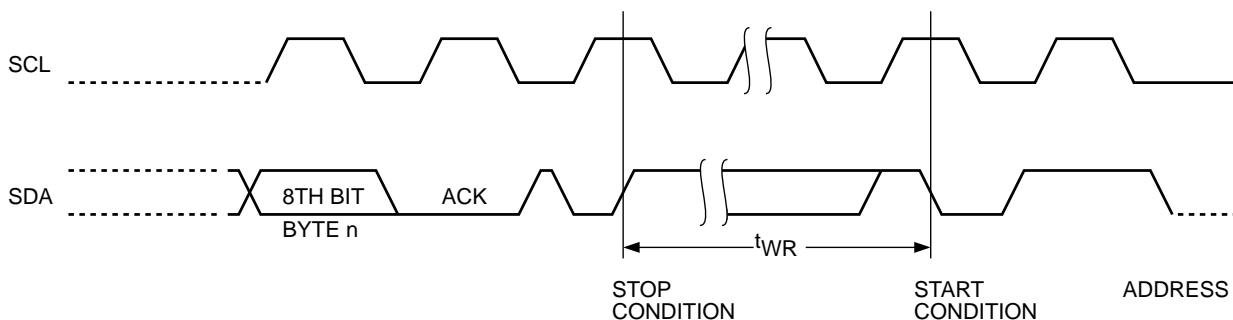 SCL
SDA
8TH BIT
ACK
BYTE n
tWR
STOP
CONDITION
START
CONDITION
ADDRESS